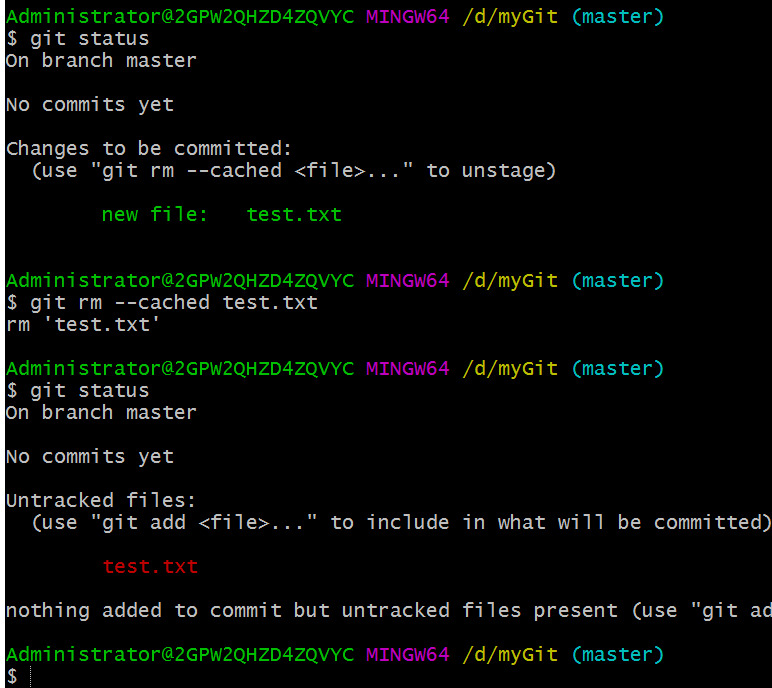 Administrator@2GPW2QHZD4ZQVYC MINGW64 /d/myGit (master)
$ git status
On branch master
No commits yet
Changes to be committed:
(use "git rm --cached <file>..." to unstage)
new file: test.txt
Administrator@2GPW2QHZD4ZQVYC MINGW64 /d/myGit (master)
$ git rm --cached test.txt
rm 'test.txt'
Administrator@2GPW2QHZD4ZQVYC MINGW64 /d/myGit (master)
$ git status
On branch master
No commits yet
Untracked files:
(use "git add <file>..." to include in what will be committed)
test.txt
nothing added to commit but untracked files present (use "git ad
Administrator@2GPW2QHZD4ZQVYC MINGW64 /d/myGit (master)
$